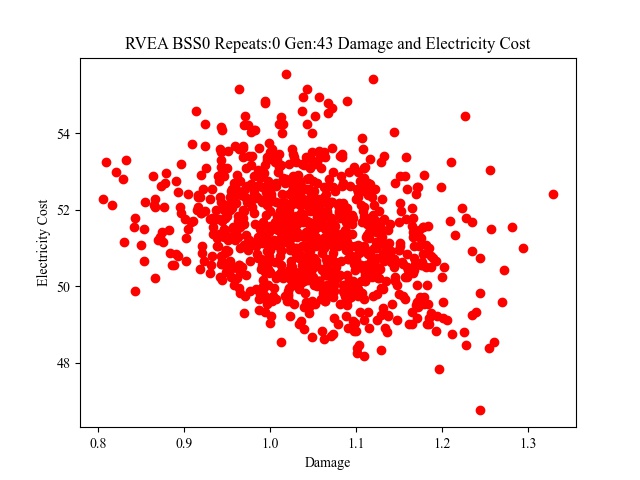 RVEA BSS0 Repeats:0 Gen:43 Damage and Electricity Cost
54
52
50
48
Electricity Cost
0.8 0.9 1.0 1.1 1.2 1.3
Damage